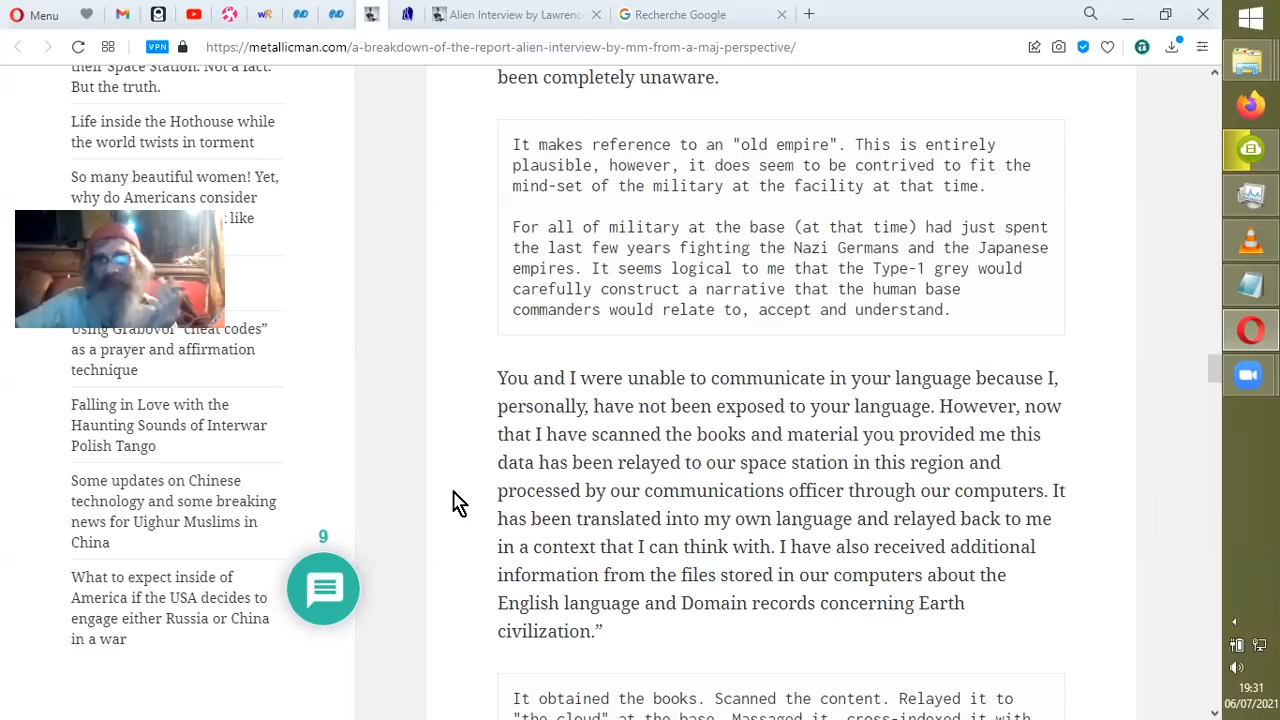 Menu
Alien Interview by Lawrenc
Recherche Google
VPN
https://metallicman.com/a-breakdown-of-the-report-alien-interview-by-mm-from-a-maj-perspective/
their Space Station. Not a fact.
But the truth.
Life inside the Hothouse while
the world twists in torment
So many beautiful women! Yet,
why do Americans consider
like
Using Grabovoi “cheat codes”
as a prayer and affirmation
technique
Falling in Love with the
Haunting Sounds of Interwar
Polish Tango
Some updates on Chinese
technology and some breaking
news for Uighur Muslims in
China
What to expect inside of
America if the USA decides to
engage either Russia or China
in a war
9
been completely unaware.
It makes reference to an "old empire". This is entirely
plaisible, however, it does seem to be contrived to fit the
mind-set of the military at the facility at that time.
For all of military at the base (at that time) had just spent
the last few years fighting the Nazi Germans and the Japanese
empires. It seems logical to me that the Type-1 grey would
carefully construct a narrative that the human base
commanders would relate to, accept and understand.
You and I were unable to communicate in your language because I,
personally, have not been exposed to your language. However, now
that I have scanned the books and material you provided me this
data has been relayed to our space station in this region and
processed by our communications officer through our computers. It
has been translated into my own language and relayed back to me
in a context that I can think with. I have also received additional
information from the files stored in our computers about the
English language and Domain records concerning Earth
civilization.”
It obtained the books. Scanned the content. Relayed it to
"the cloud" at the base. Massaged it, cross-indexed it with
19:31
06/07/2021